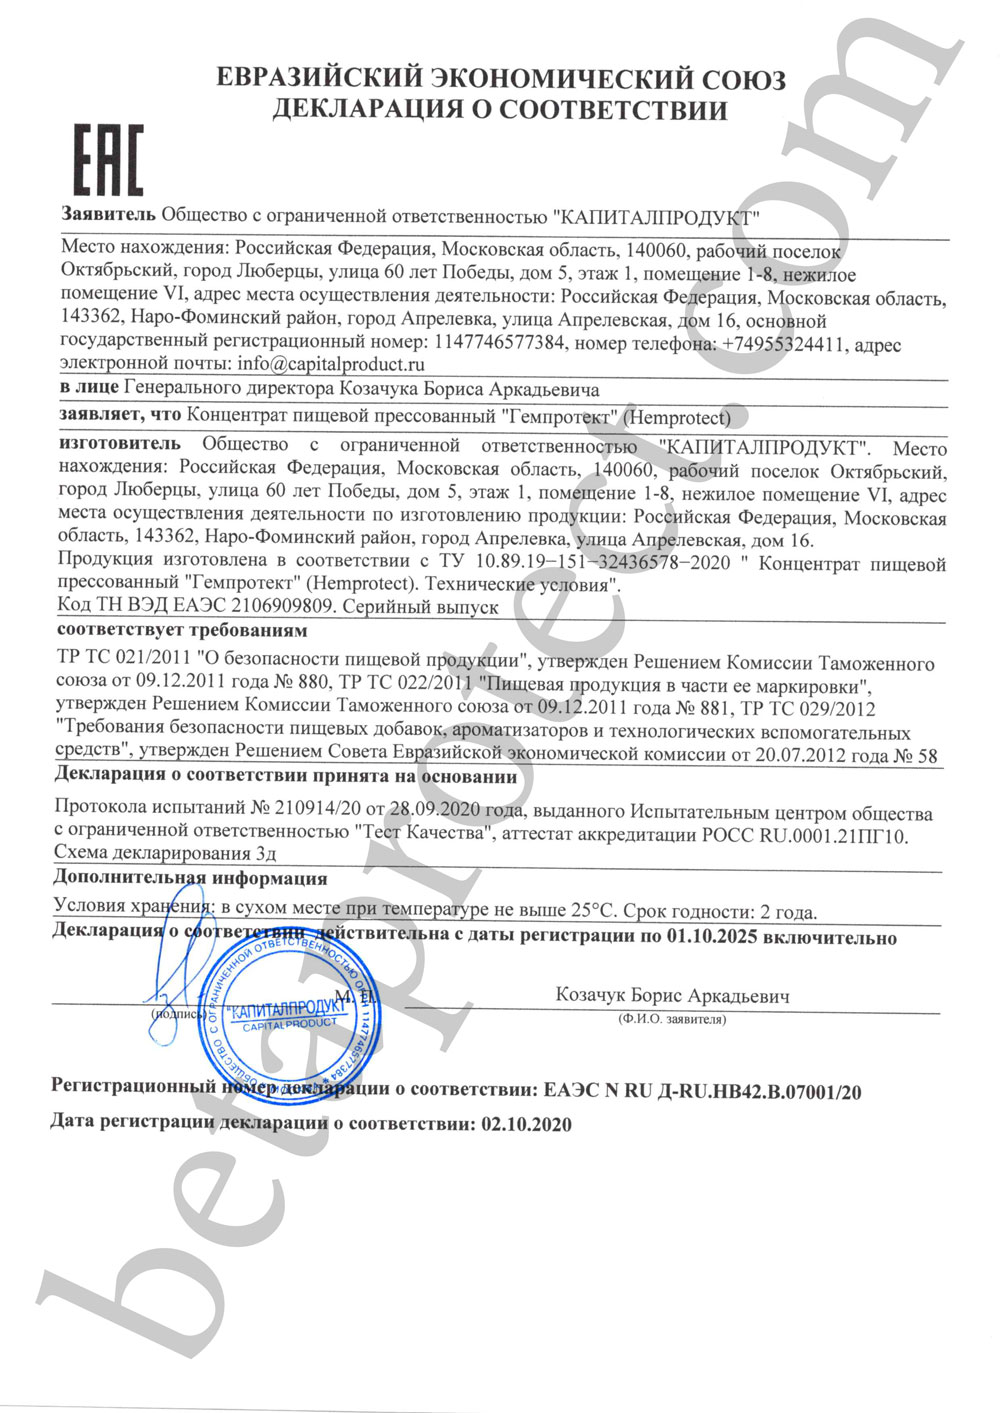 ЕВРАЗИЙСКИЙ ЭКОНОМИЧЕСКИЙ СОЮЗ
ДЕКЛАРАЦИЯ О СООТВЕТСТВИИ
EAC
Заявитель Общество с ограниченной ответственностью "КАПИТАЛПРОДУКТ"
Место нахождения: Российская Федерация, Московская область, 140060, рабочий поселок
Октябрьский, город Люберцы, улица 60 лет Победы, дом 5, этаж 1, помещение 1-8, нежилое
помещение VI, адрес места осуществления деятельности: Российская Федерация, Московская область,
143362, Наро-Фоминский район, город Апрелевка, улица Апрелевская, дом 16, основной
государственный регистрационный номер: 1147746577384, номер телефона: +74955324411, адрес
электронной почты: info@capitalproduct.ru
в лице Генерального директора Козачука Бориса Аркадьевича
заявляет, что Концентрат пищевой прессованный "Гемпротект" (Hemprotect)
изготовитель Общество с ограниченной ответственностью "КАПИТАЛПРОДУКТ". Место
нахождения: Российская Федерация, Московская область, 140060, рабочий поселок Октябрьский,
город Люберцы, улица 60 лет Победы, дом 5, этаж 1, помещение 1-8, нежилое помещение VI, адрес
места осуществления деятельности по изготовлению продукции: Российская Федерация, Московская
область, 143362, Наро-Фоминский район, город Апрелевка, улица Апрелевская, дом 16.
Продукция изготовлена в соответствии с ТУ 10.89.19−151−32436578−2020 " Концентрат пищевой
прессованный "Гемпротект" (Hemprotect). Технические условия".
Код ТН ВЭД ЕАЭС 2106909809. Серийный выпуск
соответствует требованиям
ТР ТС 021/2011 "О безопасности пищевой продукции", утвержден Решением Комиссии Таможенного
союза от 09.12.2011 года № 880, ТР ТС 022/2011 "Пищевая продукция в части ее маркировки",
утвержден Решением Комиссии Таможенного союза от 09.12.2011 года № 881, ТР ТС 029/2012
"Требования безопасности пищевых добавок, ароматизаторов и технологических вспомогательных
средств", утвержден Решением Совета Евразийской экономической комиссии от 20.07.2012 года № 58
Декларация о соответствии принята на основании
Протокола испытаний № 210914/20 от 28.09.2020 года, выданного Испытательным центром общества
с ограниченной ответственностью "Тест Качества", аттестат аккредитации РОСС RU.0001.21ПГ10.
Схема декларирования 3д
Дополнительная информация
Условия хранения: в сухом месте при температуре не выше 25°С. Срок годности: 2 года.
Декларация о соответствии действительна с даты регистрации по 01.10.2025 включительно
М. П.
Козачук Борис Аркадьевич
(подпись)
(Ф.И.О. заявителя)
ОБЩЕСТВО С ОГРАНИЧЕННОЙ ОТВЕТСТВЕННОСТЬЮ ОГРН 1147746577384
"КАПИТАЛПРОДУКТ"
CAPITALPRODUCT
Регистрационный номер декларации о соответствии: ЕАЭС N RU Д-RU.НВ42.В.07001/20
Дата регистрации декларации о соответствии: 02.10.2020
betaprotect.com